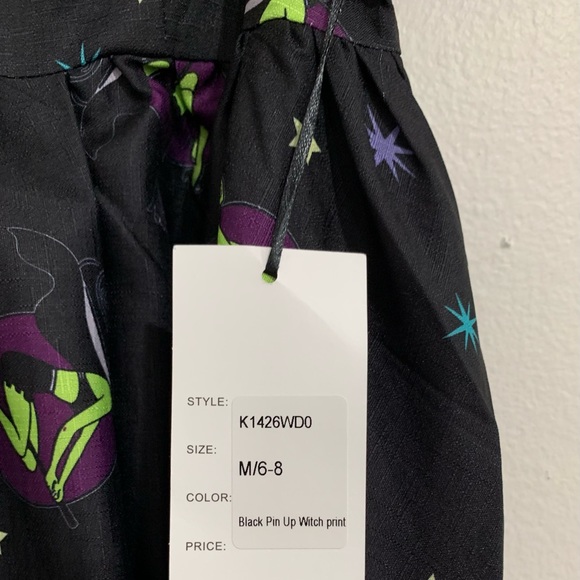 STYLE: K1426WD0
SIZE: M/6-8
COLOR: Black Pin Up Witch print
PRICE: